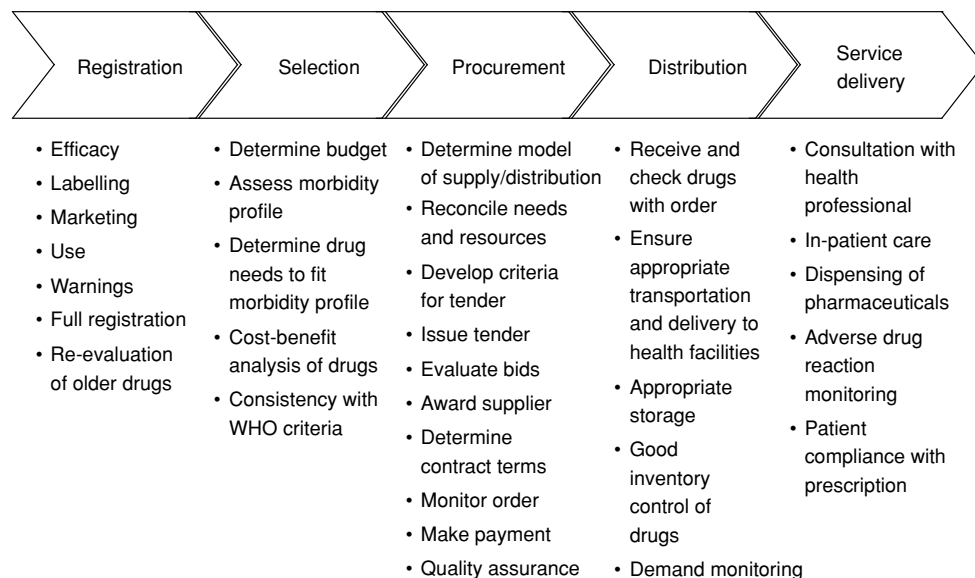 Registration
Selection
Procurement
Distribution
Service
delivery
• Efficacy
• Labelling
• Marketing
• Use
• Warnings
• Full registration
• Re-evaluation
of older drugs
• Determine budget
• Assess morbidity
profile
• Determine drug
needs to fit
morbidity profile
• Cost-benefit
analysis of drugs
• Consistency with
WHO criteria
• Determine model
of supply/distribution
• Reconcile needs
and resources
• Develop criteria
for tender
• Issue tender
• Evaluate bids
• Award supplier
• Determine
contract terms
• Monitor order
• Make payment
• Quality assurance
• Receive and
check drugs
with order
• Ensure
appropriate
transportation
and delivery to
health facilities
• Appropriate
storage
• Good
inventory
control of
drugs
• Demand monitoring
• Consultation with
health
professional
• In-patient care
• Dispensing of
pharmaceuticals
• Adverse drug
reaction
monitoring
• Patient
compliance with
prescription